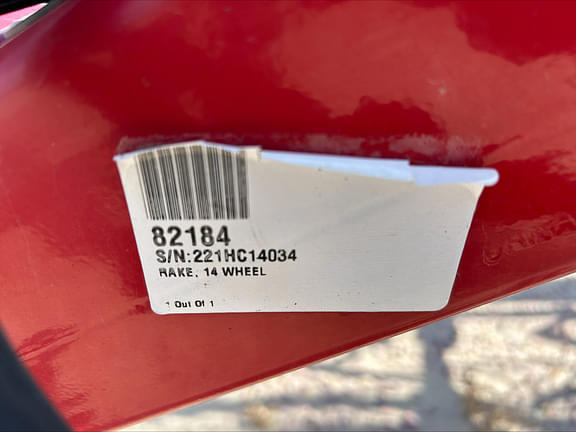 82184
S/N:221HC14034
RAKE, 14 WHEEL
1 Out Of 1